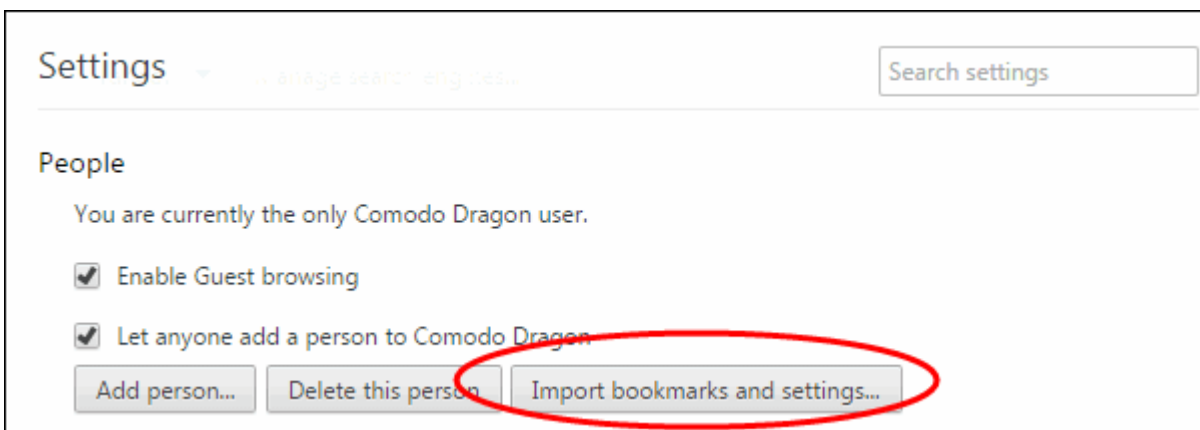 Settings
Search settings
People
You are currently the only Comodo Dragon user.
Enable Guest browsing
Let anyone add a person to Comodo Dragon
Add person... Delete this person Import bookmarks and settings...